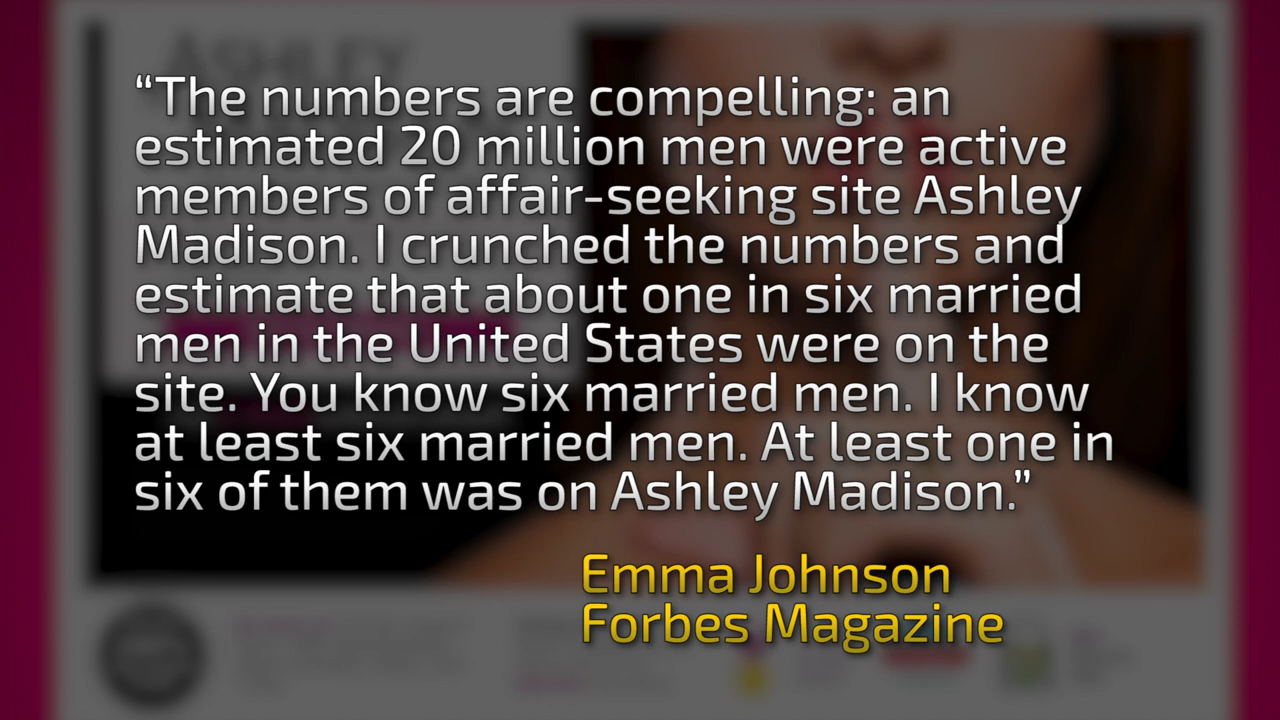 ASHLEY
“The numbers are compelling: an
estimated 20 million men were active
members of affair-seeking site Ashley
Madison. I crunched the numbers and
estimate that about one in six married
men in the United States were on the
site. You know six married men. I know
at least six married men. At least one in
six of them was on Ashley Madison.”
Emma Johnson
Forbes Magazine